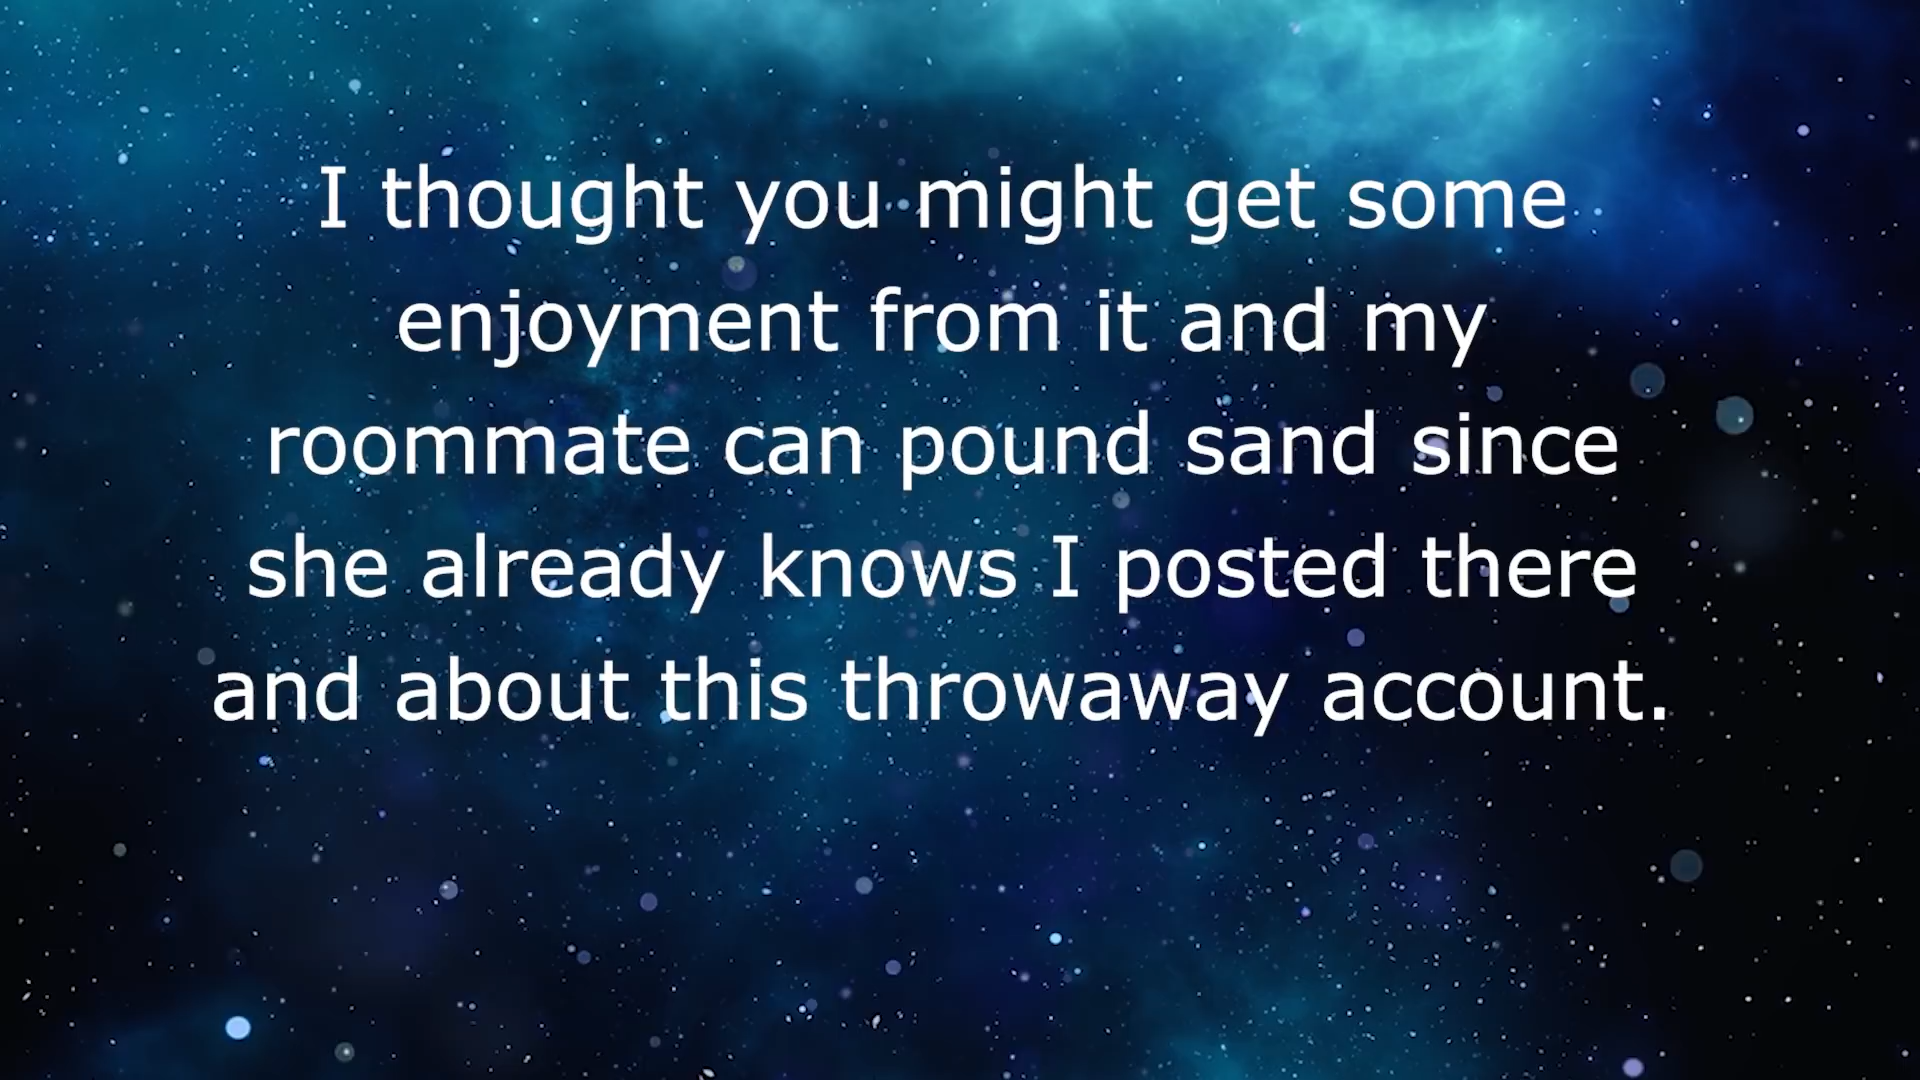 I thought you might get some
enjoyment from it and my
roommate can pound sand since
she already knows I posted there
and about this throwaway account.